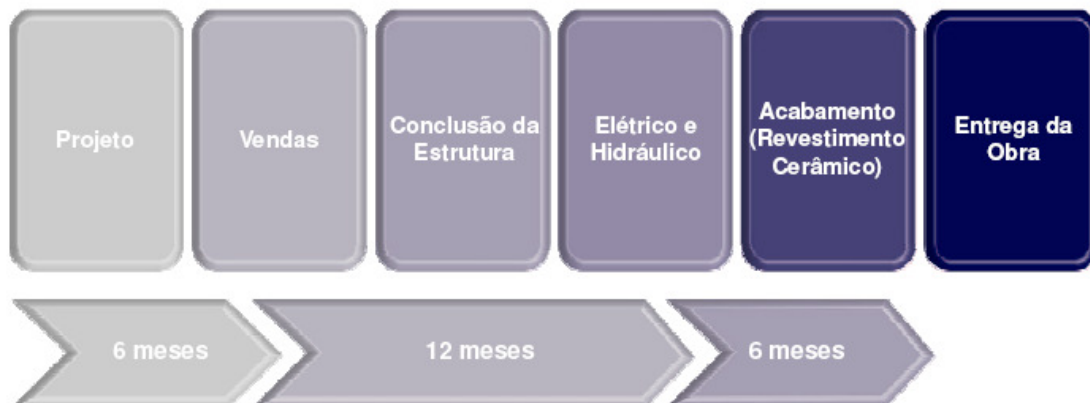 Projeto
Vendas
Conclusão da
Estrutura
Elétrico e
Hidráulico
Acabamento
(Revestimento
Cerâmico)
Entrega da
Obra
6 meses
12 meses
6 meses